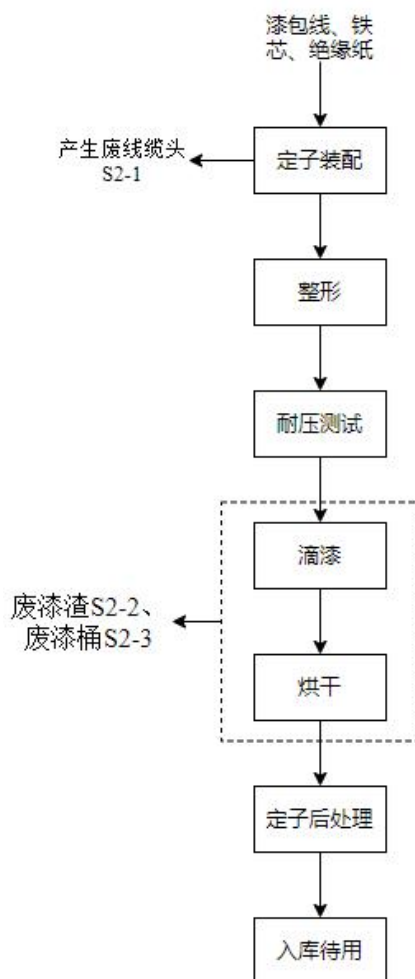 漆包线、铁
芯、绝缘纸
产生废线缆头
S2-1
定子装配
整形
耐压测试
滴漆
废漆渣S2-2、
废漆桶S2-3
烘干
定子后处理
入库待用